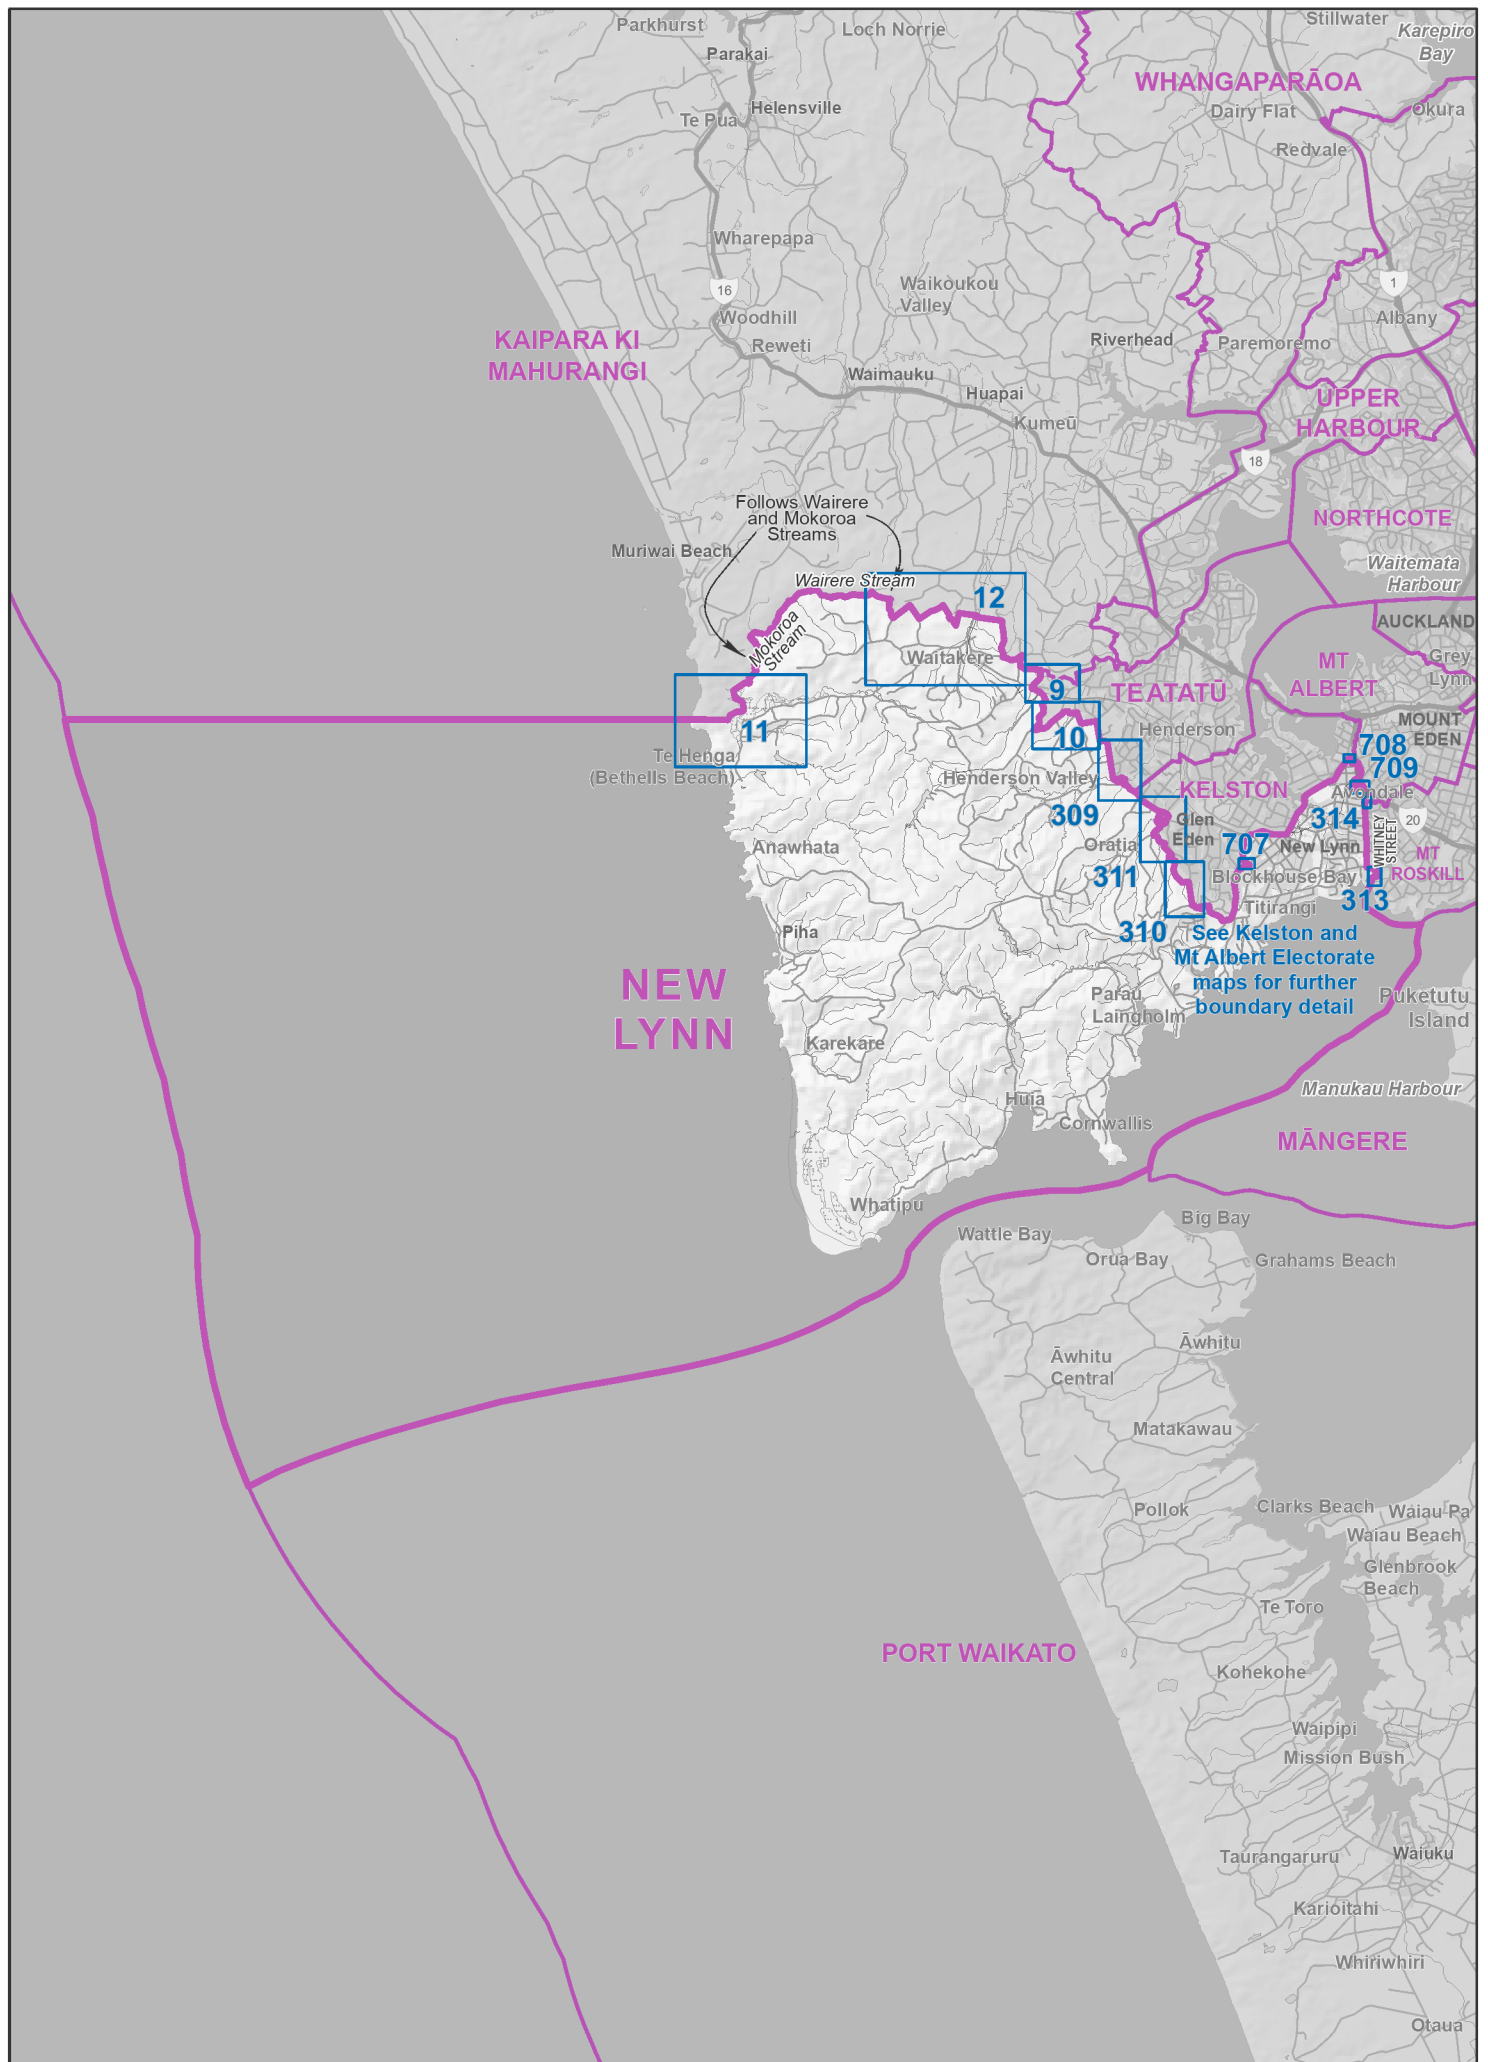 Parkhurst
Loch Norrie
Stillwater
Karepiro
Bay
Parakai
WHANGAPARĀOA
Helensville
Te Pua
Dairy Flat
Okura
Redvale
Wharepapa
16
Waikoukou
Valley
1
Woodhill
Albany
KAIPARA KI
MAHURANGI
Reweti
Riverhead
Paremoremo
Waimauku
Huapai
UPPER
HARBOUR
Kumeū
18
Follows Wairere
and Mokoroa
Streams
NORTHCOTE
Muriwai Beach
Waitemata
Harbour
Wairere Stream
12
Mokoroa
Stream
AUCKLAND
Waitakere
MT
ALBERT
Grey
Lynn
9
TEATATŪ
11
10
Henderson
MOUNT
EDEN
Te Henga
(Bethells Beach)
708
709
Henderson Valley
KELSTON
Avondale
309
Glen
Eden
314
20
WHITNEY
STREET
Anawhata
Oratia
707
New Lynn
MT
ROSKILL
311
Blockhouse Bay
313
Titirangi
Piha
310
See Kelston and
Mt Albert Electorate
maps for further
boundary detail
NEW
LYNN
Parau
Laingholm
Puketutu
Island
Karekare
Manukau Harbour
Huia
Cornwallis
MĀNGERE
Whatipu
Big Bay
Wattle Bay
Orua Bay
Grahams Beach
Āwhitu
Āwhitu
Central
Matakawau
Pollok
Clarks Beach
Waiau Pa
Waiau Beach
Glenbrook
Beach
Te Toro
PORT WAIKATO
Kohekohe
Waipipi
Mission Bush
Taurangaruru
Waiuku
Karioitahi
Whiriwhiri
Otaua